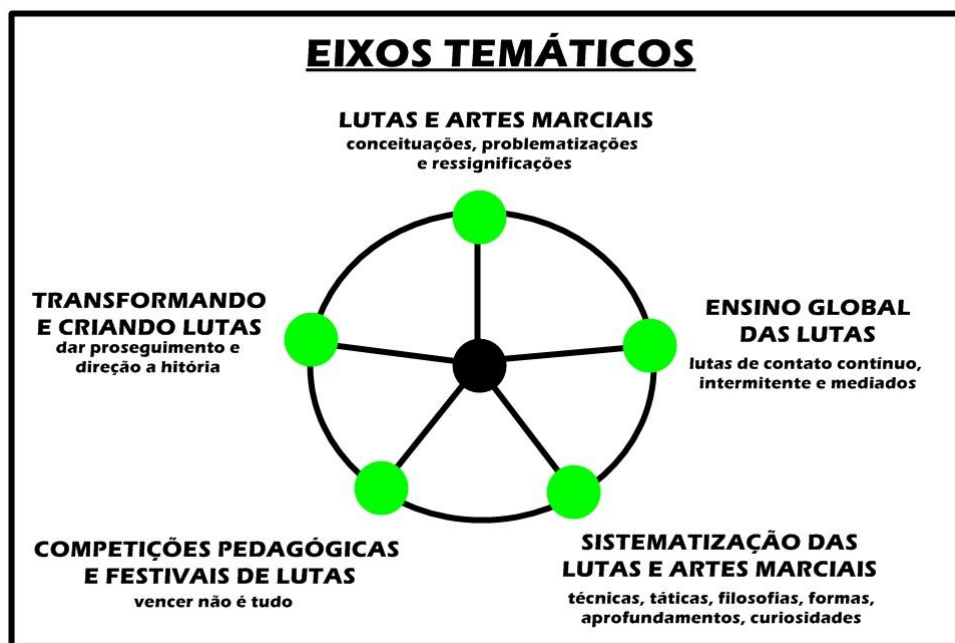 EIXOS TEMÁTICOS
LUTAS E ARTES MARCIAIS
conceituações, problematizações
e ressignificações
ENSINO GLOBAL
DAS LUTAS
lutas de contato contínuo,
intermitente e mediados
SISTEMATIZAÇÃO DAS
LUTAS E ARTES MARCIAIS
técnicas, táticas, filosofias, formas,
aprofundamentos, curiosidades
COMPETIÇÕES PEDAGÓGICAS
E FESTIVAIS DE LUTAS
vencer não é tudo
TRANSFORMANDO
E CRIANDO LUTAS
dar proseguimento e
direção a hitória